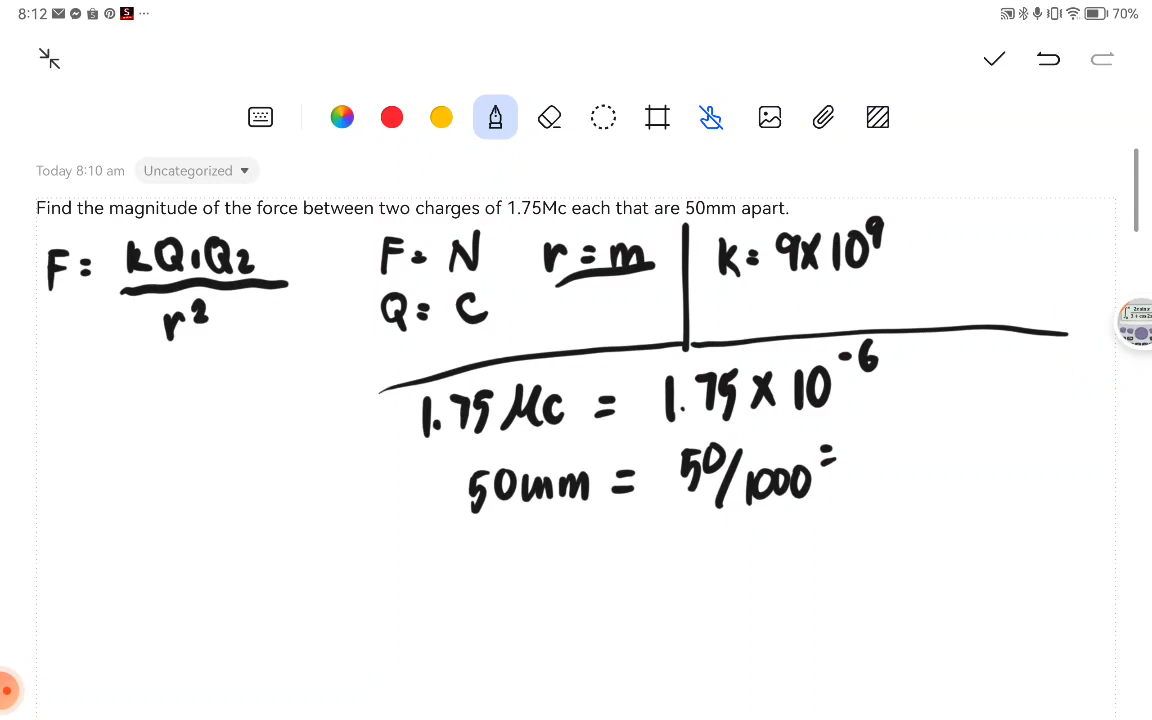 8:12 70%
Today 8:10 am Uncategorized
Find the magnitude of the force between two charges of 1.75Mc each that are 50mm apart.
F = kQ1Q2 / r²
F = N r = m k = 9x10⁹
Q = C
1.75 Mc = 1.75 x 10⁻⁶
50mm = 50/1000 =